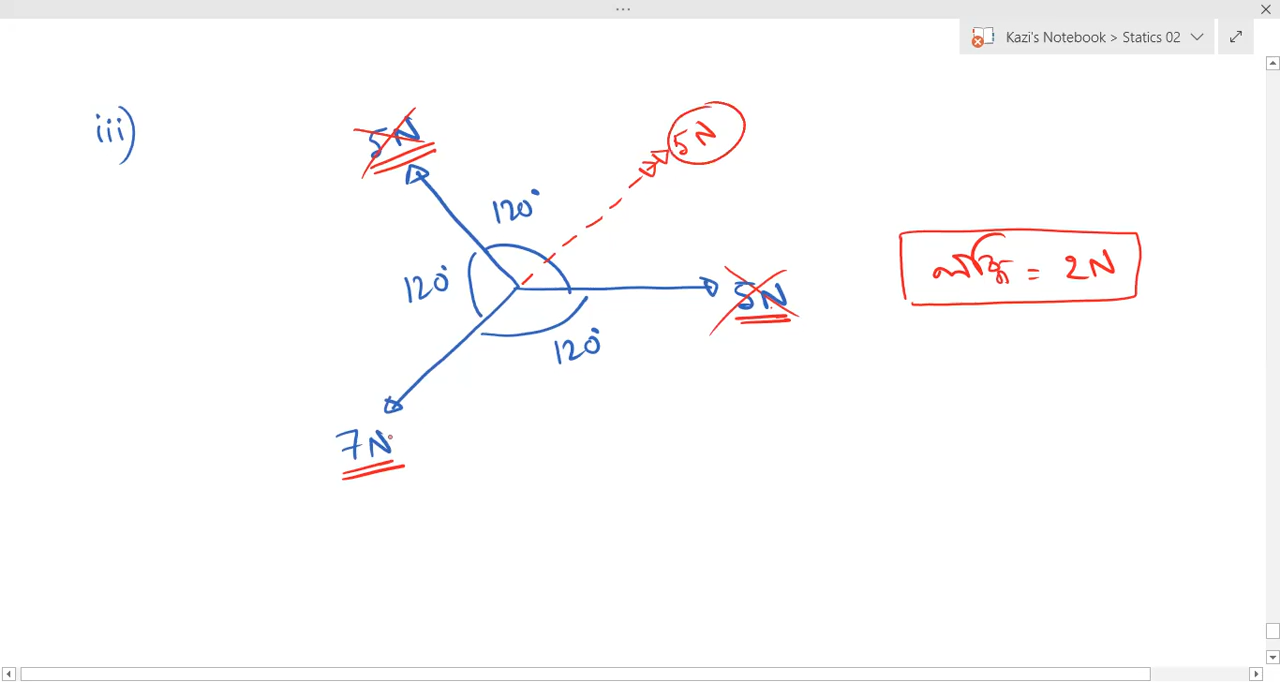 Kazi's Notebook > Statics 02
iii)
5N
5N
120°
120°
5N
লব্ধি = 2N
120°
7N